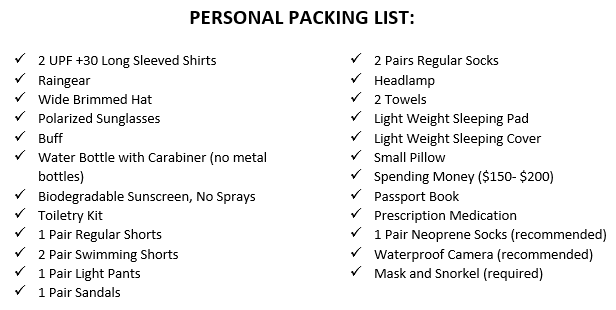 PERSONAL PACKING LIST:
✓ 2 UPF +30 Long Sleeved Shirts
✓ Raingear
✓ Wide Brimmed Hat
✓ Polarized Sunglasses
✓ Buff
✓ Water Bottle with Carabiner (no metal
bottles)
✓ Biodegradable Sunscreen, No Sprays
✓ Toiletry Kit
✓ 1 Pair Regular Shorts
✓ 2 Pair Swimming Shorts
✓ 1 Pair Light Pants
✓ 1 Pair Sandals
✓ 2 Pairs Regular Socks
✓ Headlamp
✓ 2 Towels
✓ Light Weight Sleeping Pad
✓ Light Weight Sleeping Cover
✓ Small Pillow
✓ Spending Money ($150- $200)
✓ Passport Book
✓ Prescription Medication
✓ 1 Pair Neoprene Socks (recommended)
✓ Waterproof Camera (recommended)
✓ Mask and Snorkel (required)